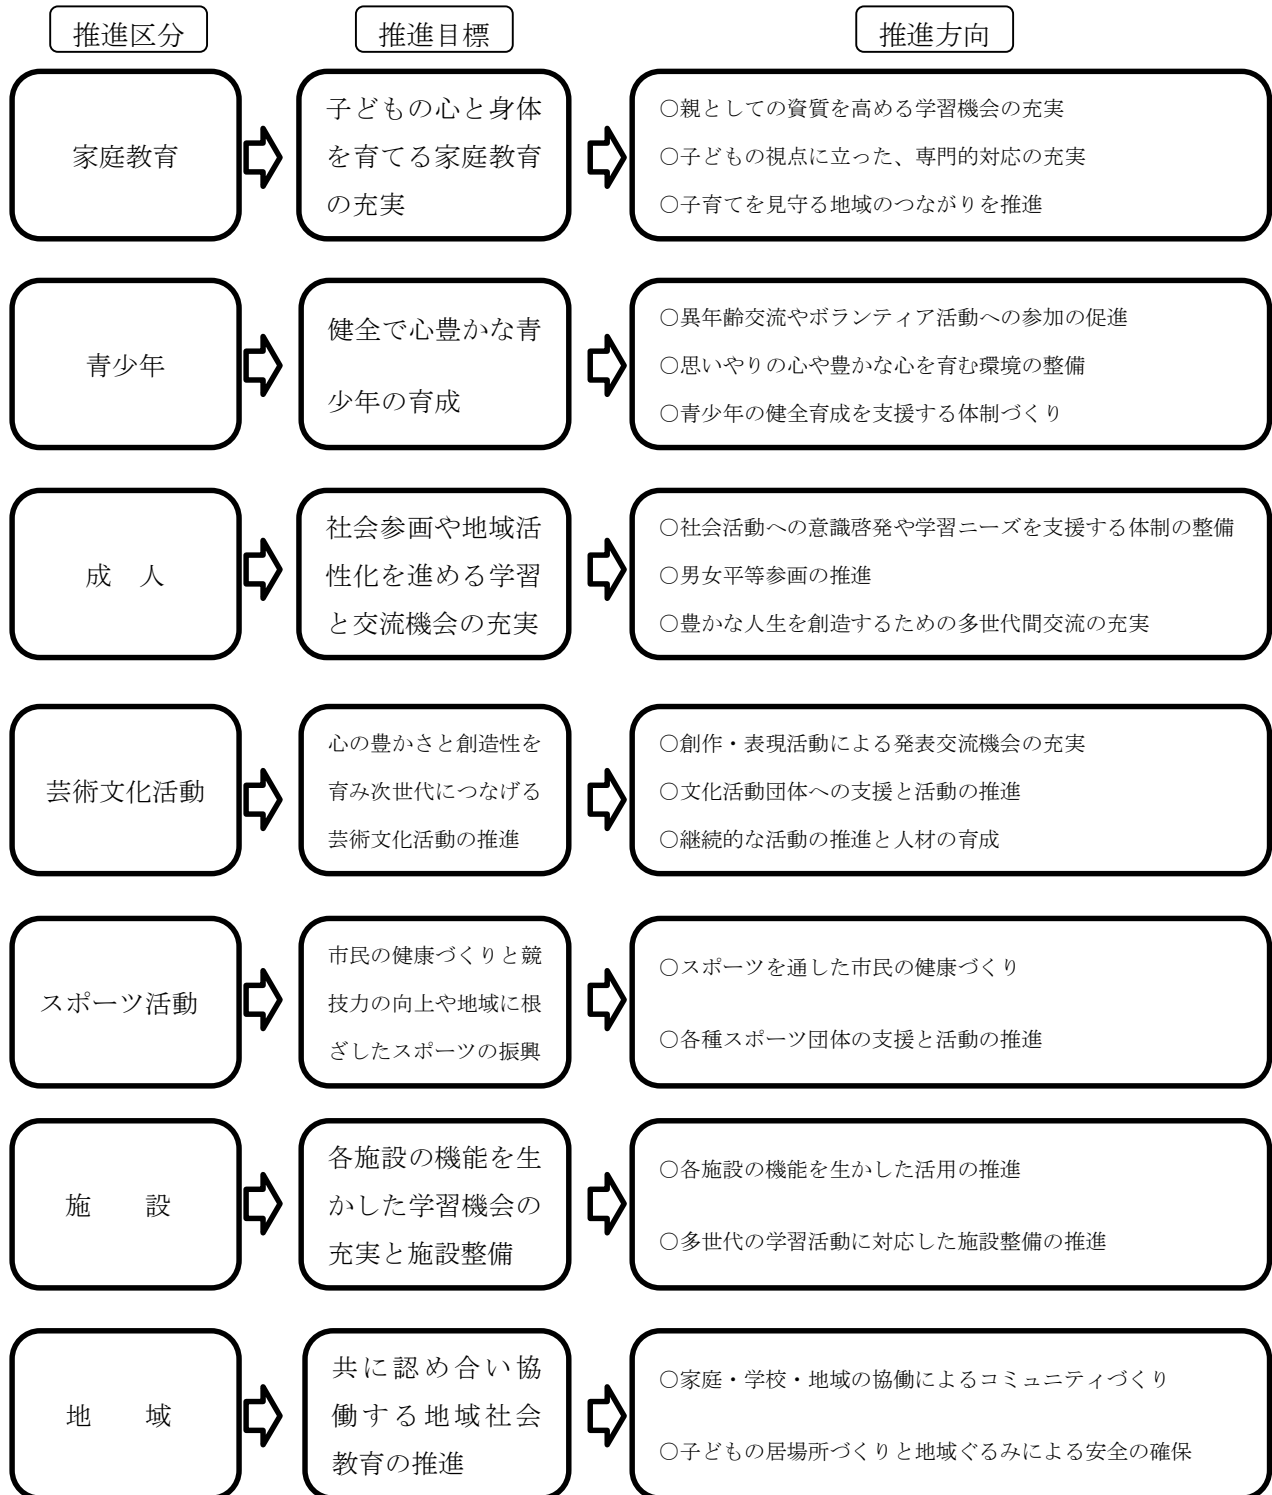 推進区分
推進目標
推進方向
家庭教育
子どもの心と身体
を育てる家庭教育
の充実
○親としての資質を高める学習機会の充実
○子どもの視点に立った、専門的対応の充実
○子育てを見守る地域のつながりを推進
青少年
健全で心豊かな青
少年の育成
○異年齢交流やボランティア活動への参加の促進
○思いやりの心や豊かな心を育む環境の整備
○青少年の健全育成を支援する体制づくり
成　人
社会参画や地域活
性化を進める学習
と交流機会の充実
○社会活動への意識啓発や学習ニーズを支援する体制の整備
○男女平等参画の推進
○豊かな人生を創造するための多世代間交流の充実
芸術文化活動
心の豊かさと創造性を
育み次世代につなげる
芸術文化活動の推進
○創作・表現活動による発表交流機会の充実
○文化活動団体への支援と活動の推進
○継続的な活動の推進と人材の育成
スポーツ活動
市民の健康づくりと競
技力の向上や地域に根
ざしたスポーツの振興
○スポーツを通した市民の健康づくり
○各種スポーツ団体の支援と活動の推進
施　　設
各施設の機能を生
かした学習機会の
充実と施設整備
○各施設の機能を生かした活用の推進
○多世代の学習活動に対応した施設整備の推進
地　　域
共に認め合い協
働する地域社会
教育の推進
○家庭・学校・地域の協働によるコミュニティづくり
○子どもの居場所づくりと地域ぐるみによる安全の確保